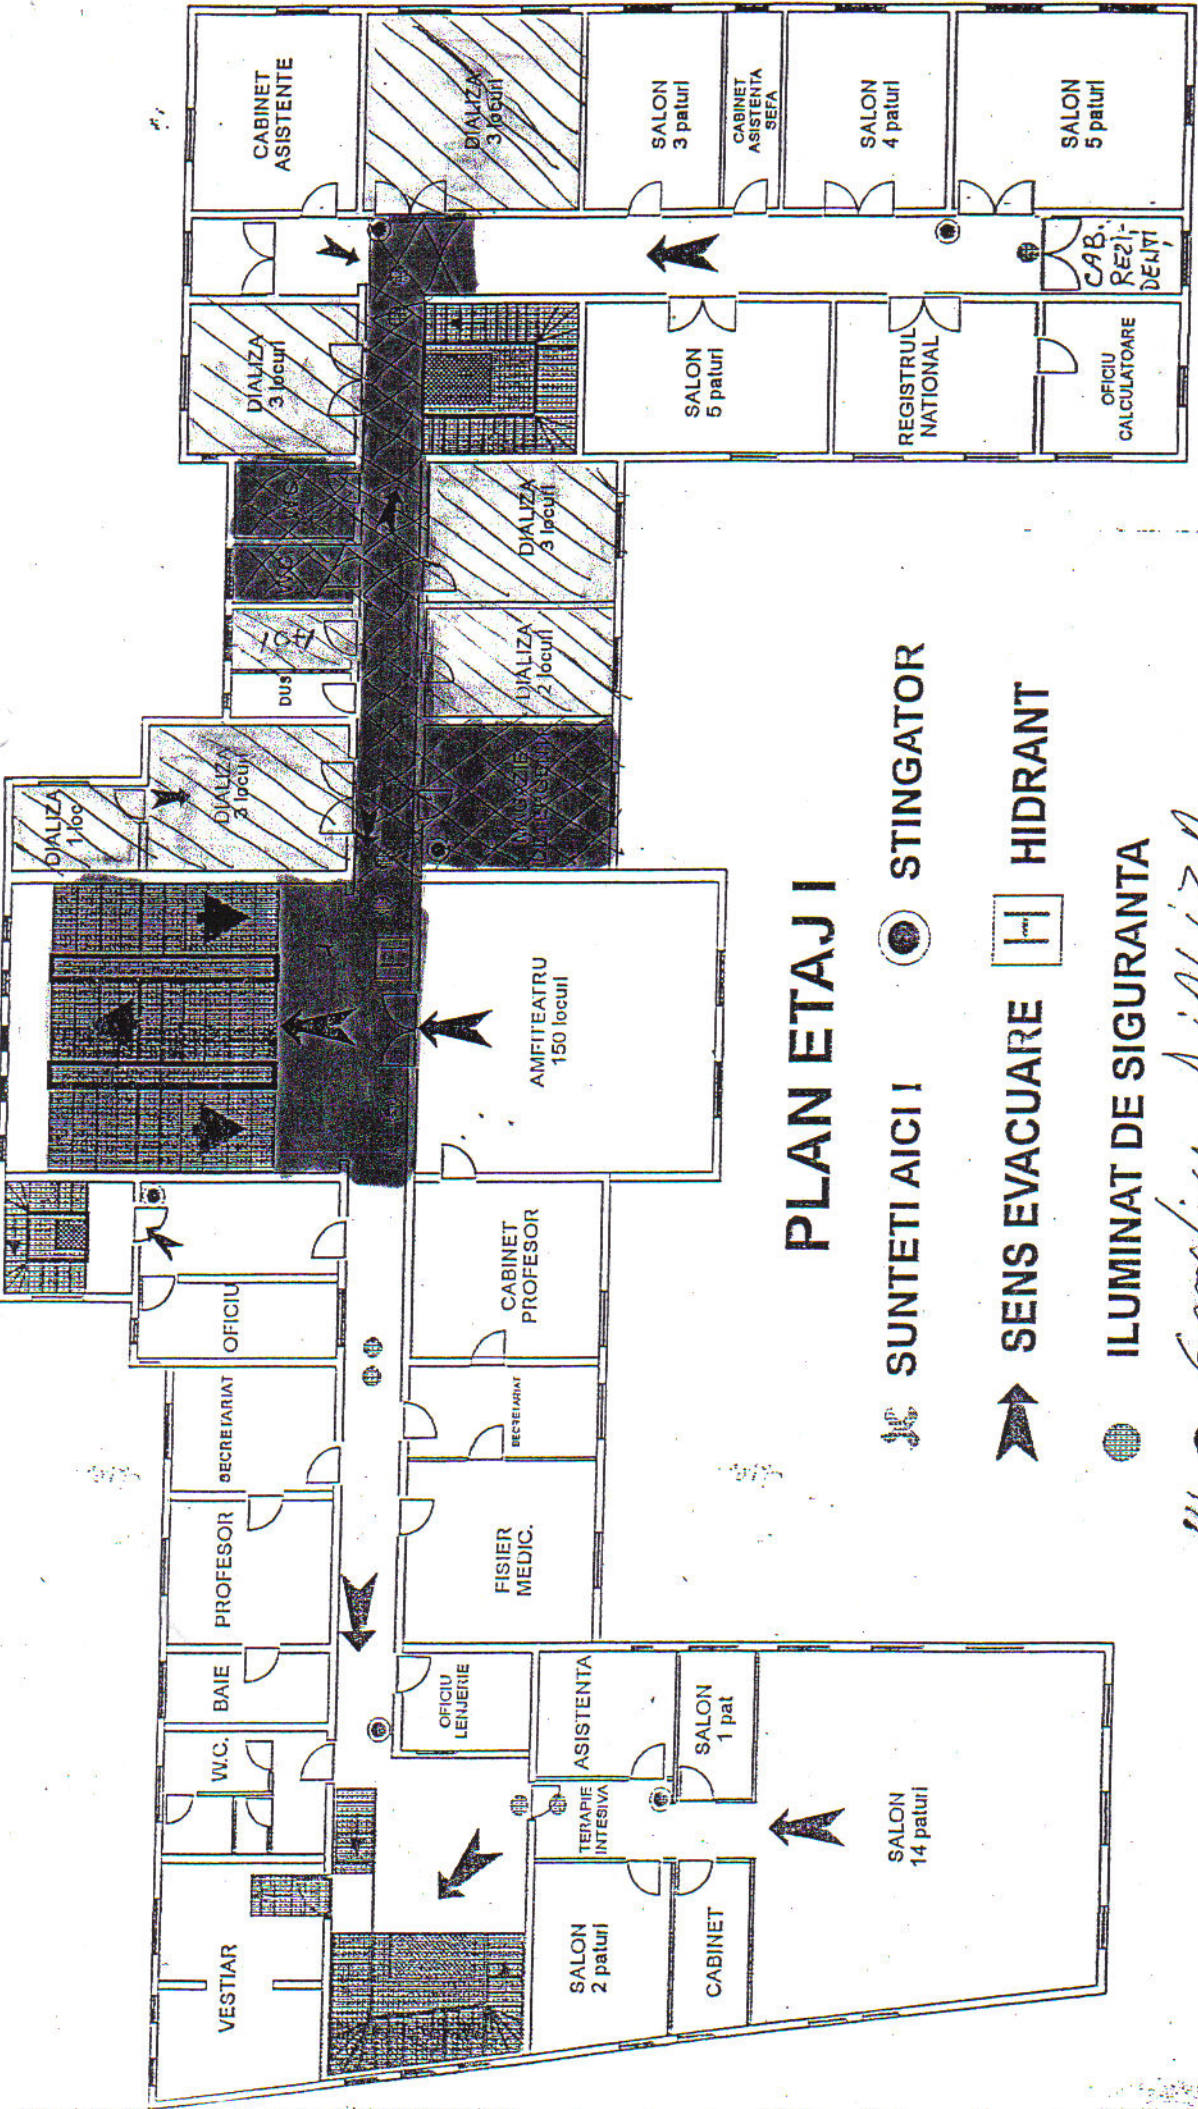 VESTIAR
W.C.
BAIE
PROFESOR
SECRETARIAT
OFICIU
DIALIZA
1 loc
DIALIZA
3 locuri
DUS
W.C.
DIALIZA
3 locuri
CABINET
ASISTENTE
DIALIZA
3 locuri
SALON
3 paturi
CABINET
ASISTENTA
SEFA
SALON
4 paturi
SALON
5 paturi
CAB.
REZI-
DENTI
SALON
5 paturi
REGISTRUL
NATIONAL
OFICIU
CALCULATOARE
DIALIZA
3 locuri
DIALIZA
2 locuri
MAGAZIE
H
AMFITEATRU
150 locuri
CABINET
PROFESOR
SECRETARIAT
FISIER
MEDIC.
OFICIU
LENJERIE
ASISTENTA
SALON
1 pat
TERAPIE
INTESIVA
SALON
2 paturi
CABINET
SALON
14 paturi
PLAN ETAJ I
SUNTETI AICI !
STINGATOR
SENS EVACUARE
H HIDRANT
ILUMINAT DE SIGURANTA